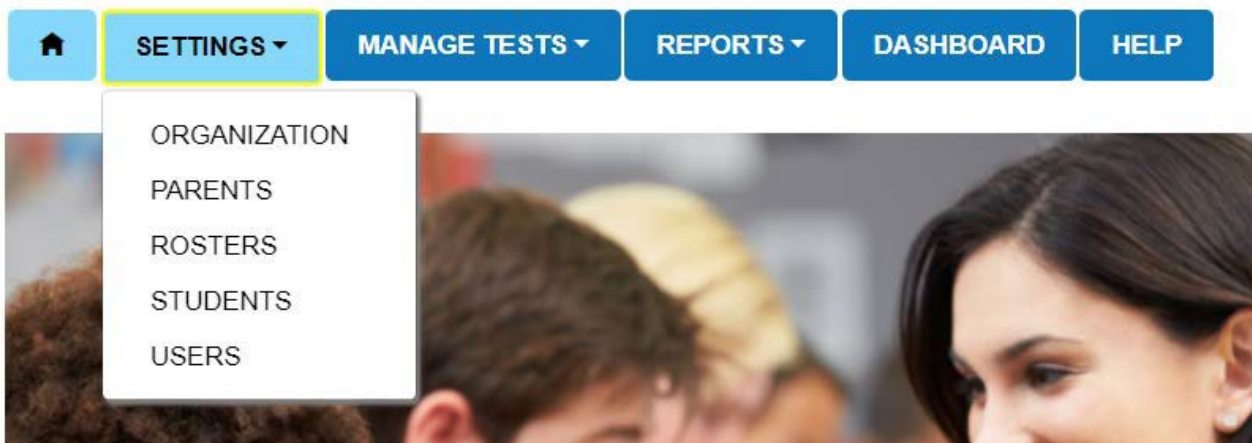 SETTINGS MANAGE TESTS REPORTS DASHBOARD HELP
ORGANIZATION
PARENTS
ROSTERS
STUDENTS
USERS